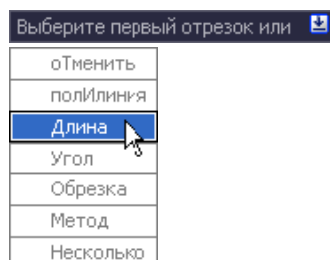 Выберите первый отрезок или
оТменить
полИлиния
Длина
Угол
Обрезка
Метод
Несколько